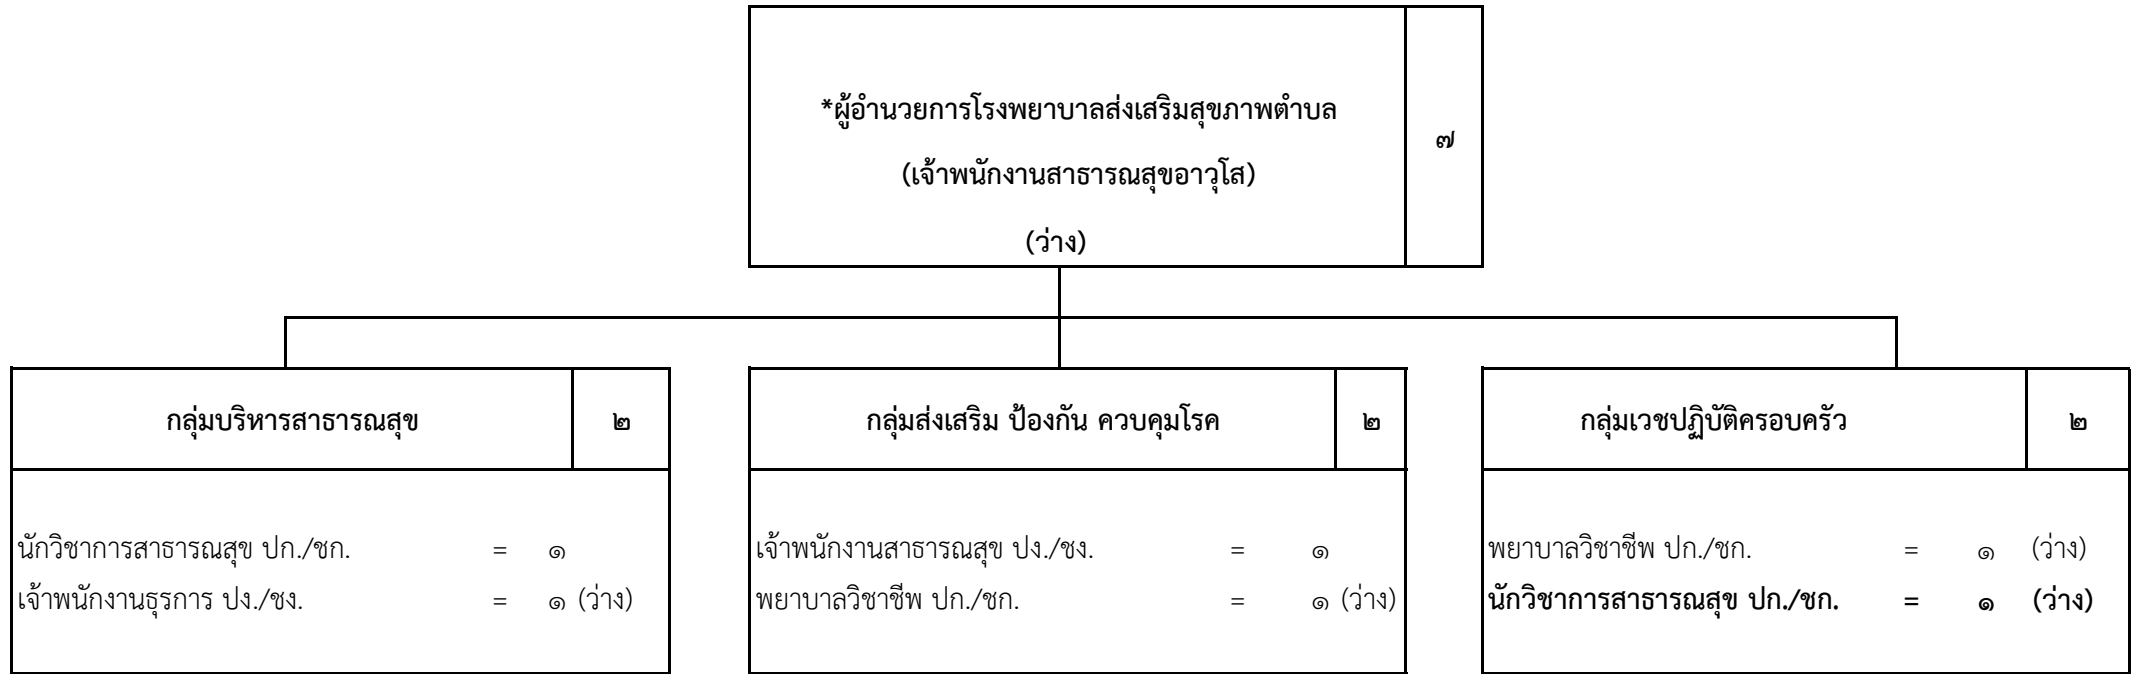 *ผู้อำนวยการโรงพยาบาลส่งเสริมสุขภาพตำบล
(เจ้าพนักงานสาธารณสุขอาวุโส)
(ว่าง)
๗
กลุ่มบริหารสาธารณสุข ๒
นักวิชาการสาธารณสุข ปก./ชก. = ๑
เจ้าพนักงานธุรการ ปง./ชง. = ๑ (ว่าง)
กลุ่มส่งเสริม ป้องกัน ควบคุมโรค ๒
เจ้าพนักงานสาธารณสุข ปง./ชง. = ๑
พยาบาลวิชาชีพ ปก./ชก. = ๑ (ว่าง)
กลุ่มเวชปฏิบัติครอบครัว ๒
พยาบาลวิชาชีพ ปก./ชก. = ๑ (ว่าง)
นักวิชาการสาธารณสุข ปก./ชก. = ๑ (ว่าง)